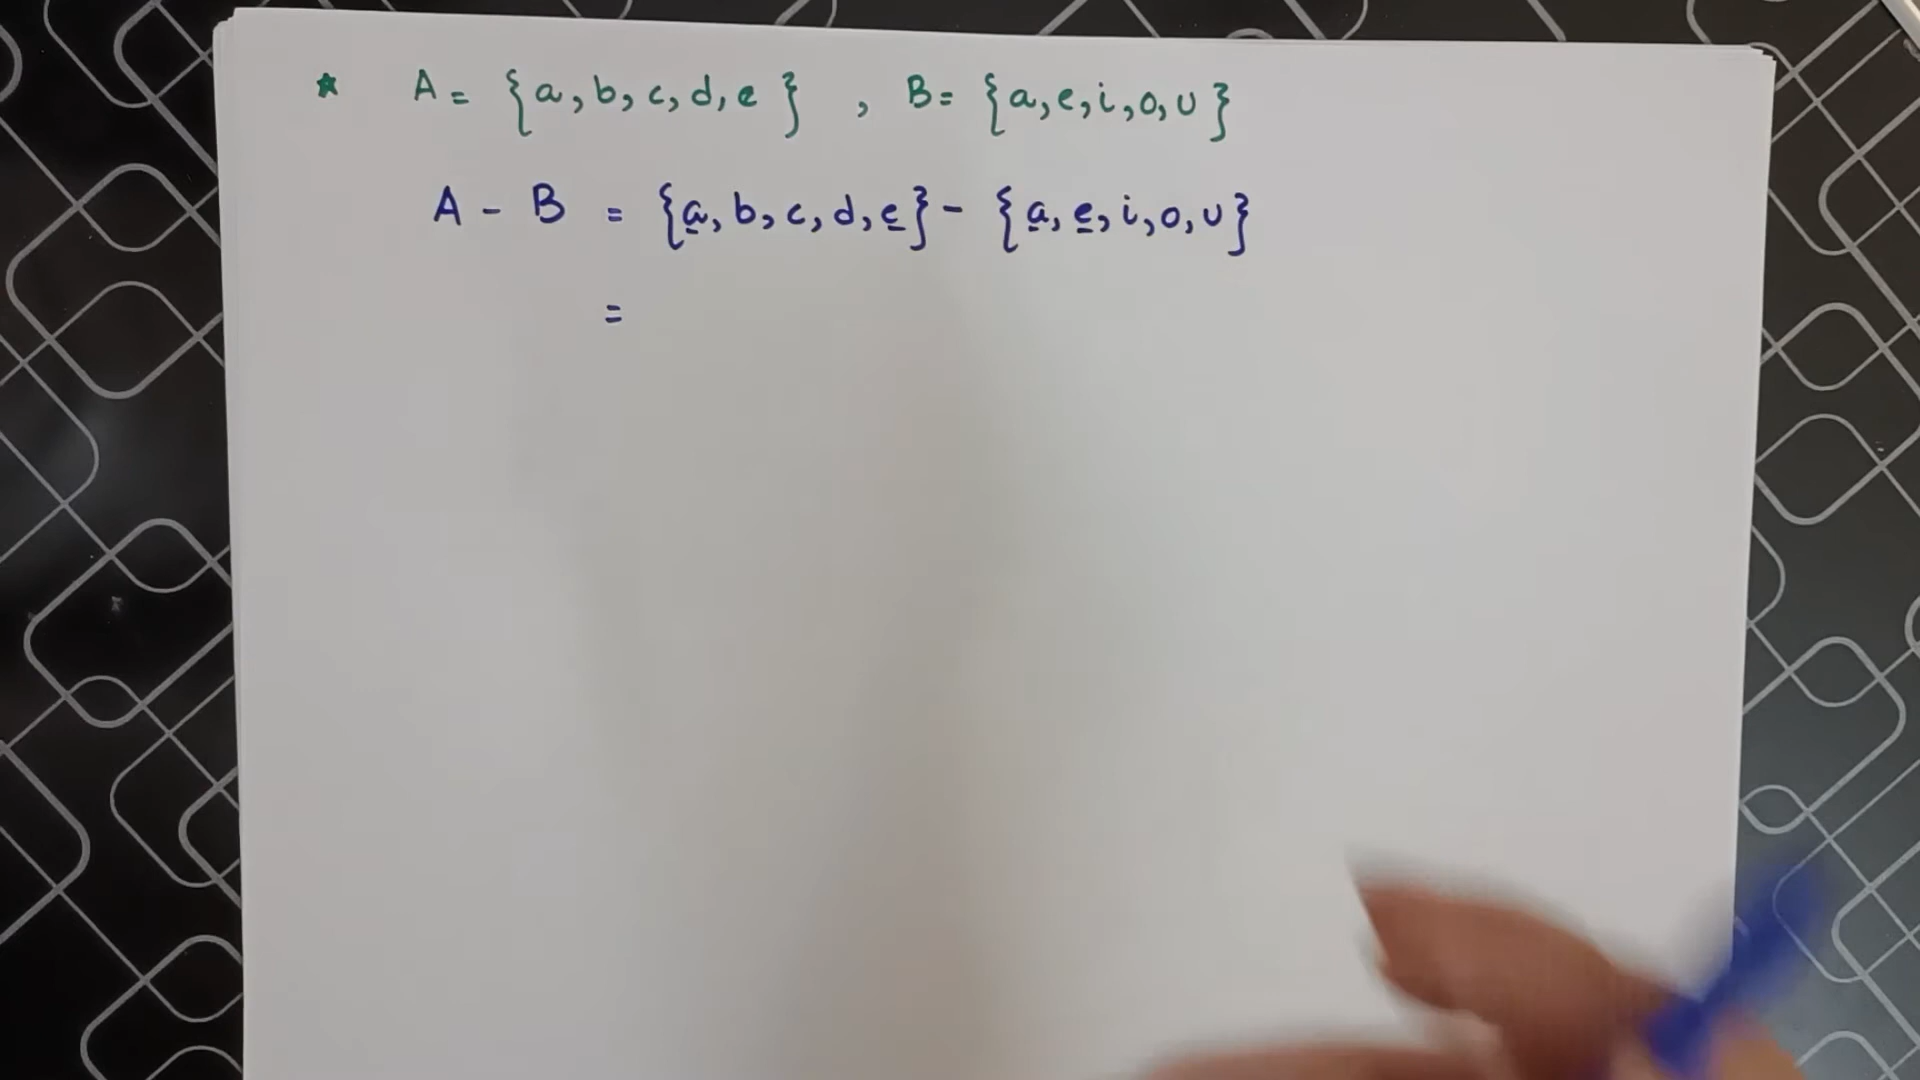 * A = {a, b, c, d, e} , B = {a, e, i, o, u}
A - B = {a, b, c, d, e} - {a, e, i, o, u}
=